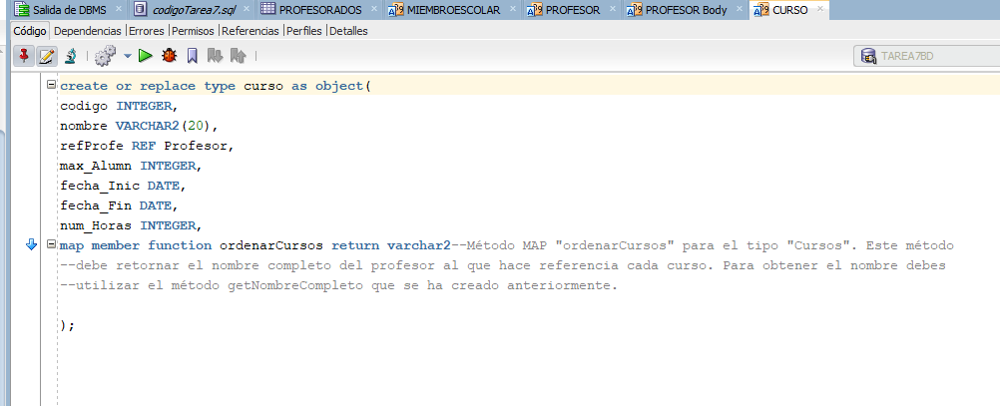 Salida de DBMS codigoTarea7.sql PROFESORADOS MIEMBROESCOLAR PROFESOR PROFESOR Body CURSO
Código Dependencias Errores Permisos Referencias Perfiles Detalles
TAREA7BD
create or replace type curso as object(
codigo INTEGER,
nombre VARCHAR2(20),
refProfe REF Profesor,
max_Alumn INTEGER,
fecha_Inic DATE,
fecha_Fin DATE,
num_Horas INTEGER,
map member function ordenarCursos return varchar2--Método MAP "ordenarCursos" para el tipo "Cursos". Este método
--debe retornar el nombre completo del profesor al que hace referencia cada curso. Para obtener el nombre debes
--utilizar el método getNombreCompleto que se ha creado anteriormente.
);